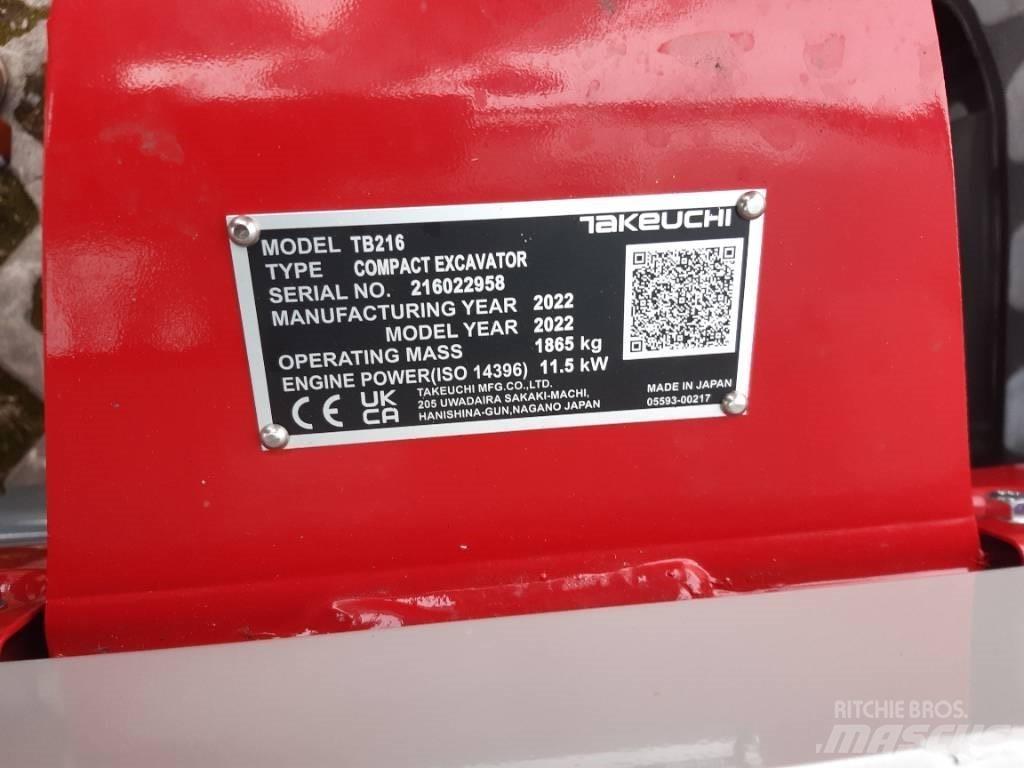 TAKEUCHI
MODEL TB216
TYPE COMPACT EXCAVATOR
SERIAL NO. 216022958
MANUFACTURING YEAR 2022
MODEL YEAR 2022
OPERATING MASS 1865 kg
ENGINE POWER(ISO 14396) 11.5 kW
CE UK CA
TAKEUCHI MFG.CO.,LTD.
205 UWADAIRA SAKAKI-MACHI,
HANISHINA-GUN,NAGANO JAPAN
MADE IN JAPAN
05593-00217
RITCHIE BROS.
MASCUS